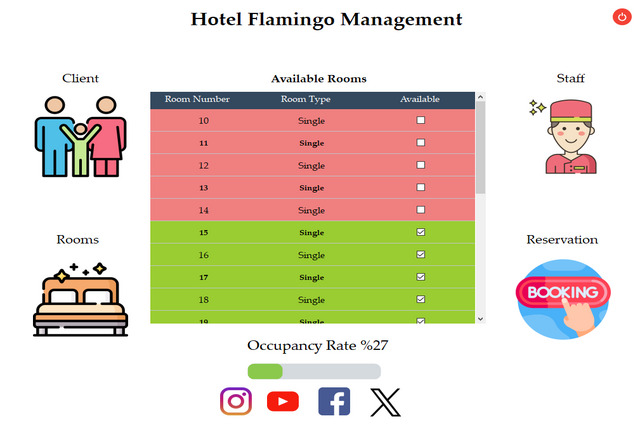 Hotel Flamingo Management
Client
Available Rooms
Staff
Room Number Room Type Available
10 Single
11 Single
12 Single
13 Single
14 Single
15 Single
16 Single
17 Single
18 Single
19 Single
Rooms
Reservation
BOOKING
Occupancy Rate %27